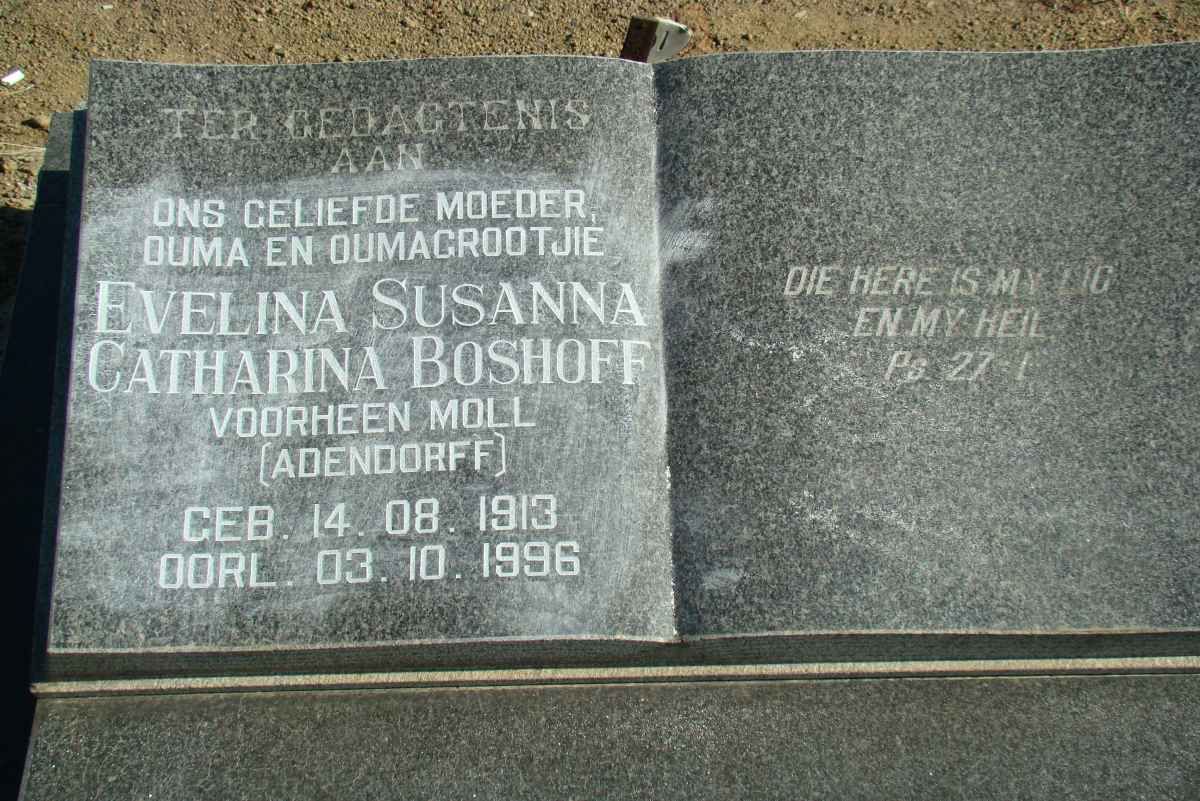 TER GEDAGTENIS
AAN
ONS GELIEFDE MOEDER,
OUMA EN OUMAGROOTJIE
EVELINA SUSANNA
CATHARINA BOSHOFF
VOORHEEN MOLL
(ADENDORFF)
GEB. 14. 08. 1913
OORL. 03. 10. 1996
DIE HERE IS MY LIG
EN MY HEIL
Ps 27-1